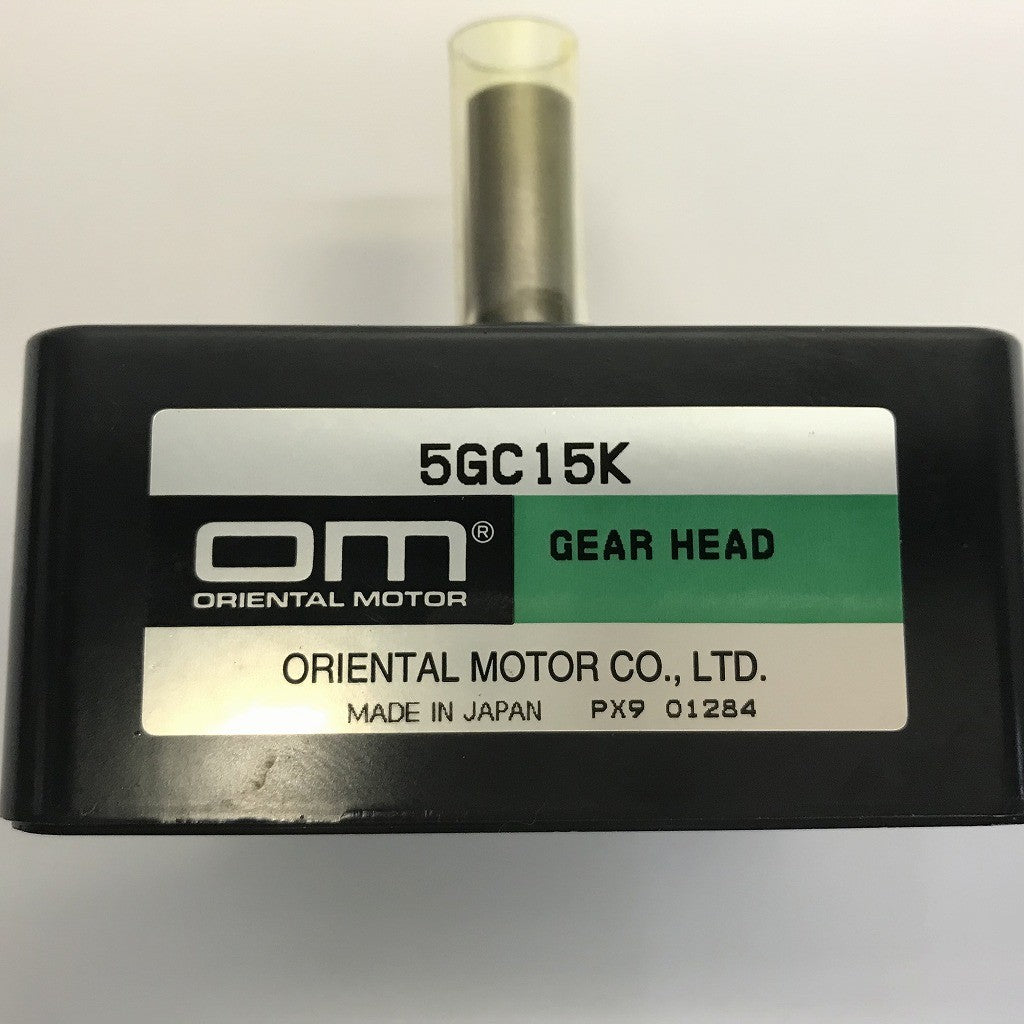 5GC15K
om®
ORIENTAL MOTOR
GEAR HEAD
ORIENTAL MOTOR CO., LTD.
MADE IN JAPAN PX9 01284